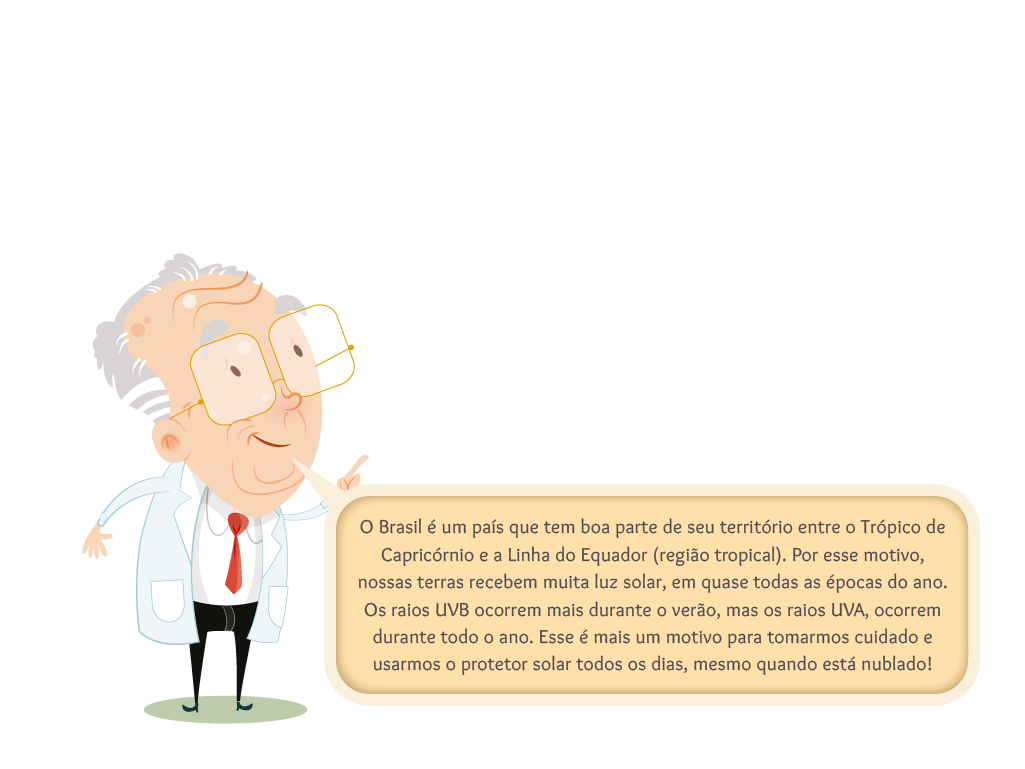 O Brasil é um país que tem boa parte de seu território entre o Trópico de
Capricórnio e a Linha do Equador (região tropical). Por esse motivo,
nossas terras recebem muita luz solar, em quase todas as épocas do ano.
Os raios UVB ocorrem mais durante o verão, mas os raios UVA, ocorrem
durante todo o ano. Esse é mais um motivo para tomarmos cuidado e
usarmos o protetor solar todos os dias, mesmo quando está nublado!